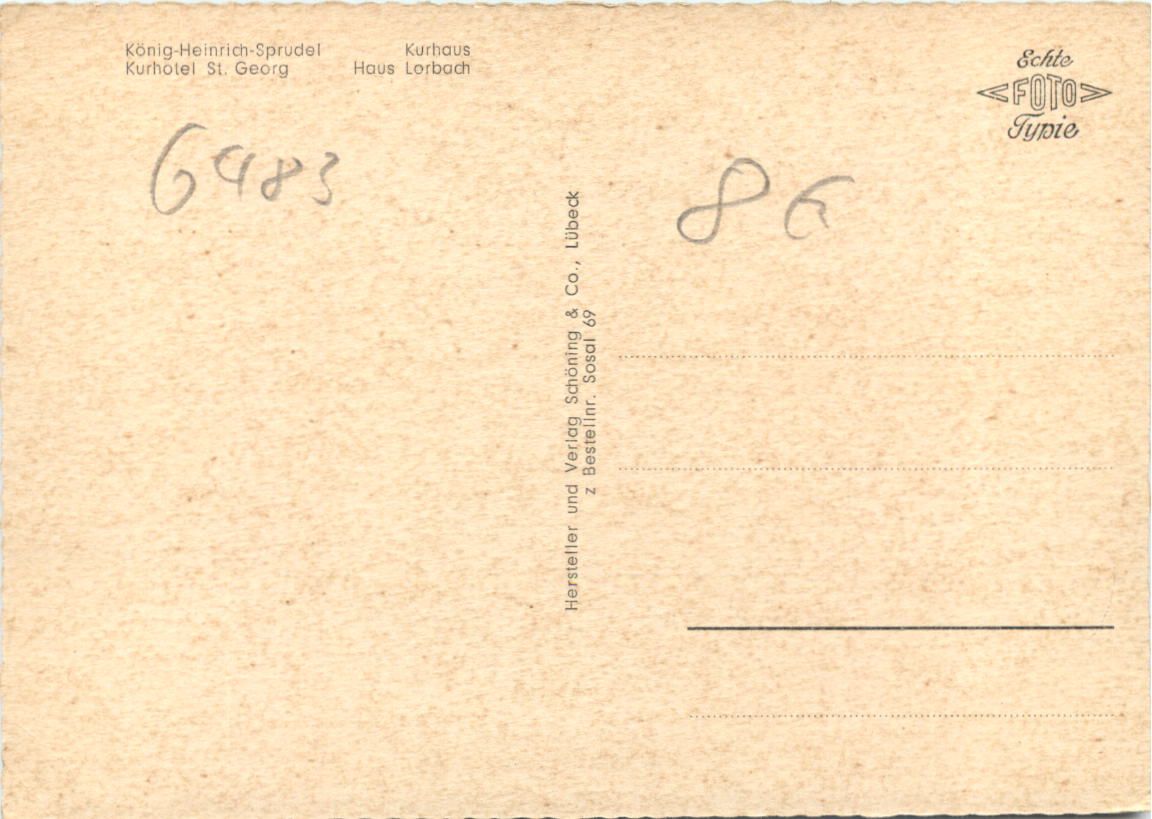 König-Heinrich-Sprudel Kurhaus
Kurhotel St. Georg Haus Lorbach
Echte
FOTO
Typie
6483
86
Hersteller und Verlag Schöning & Co., Lübeck
z Bestellnr. Sosal 69